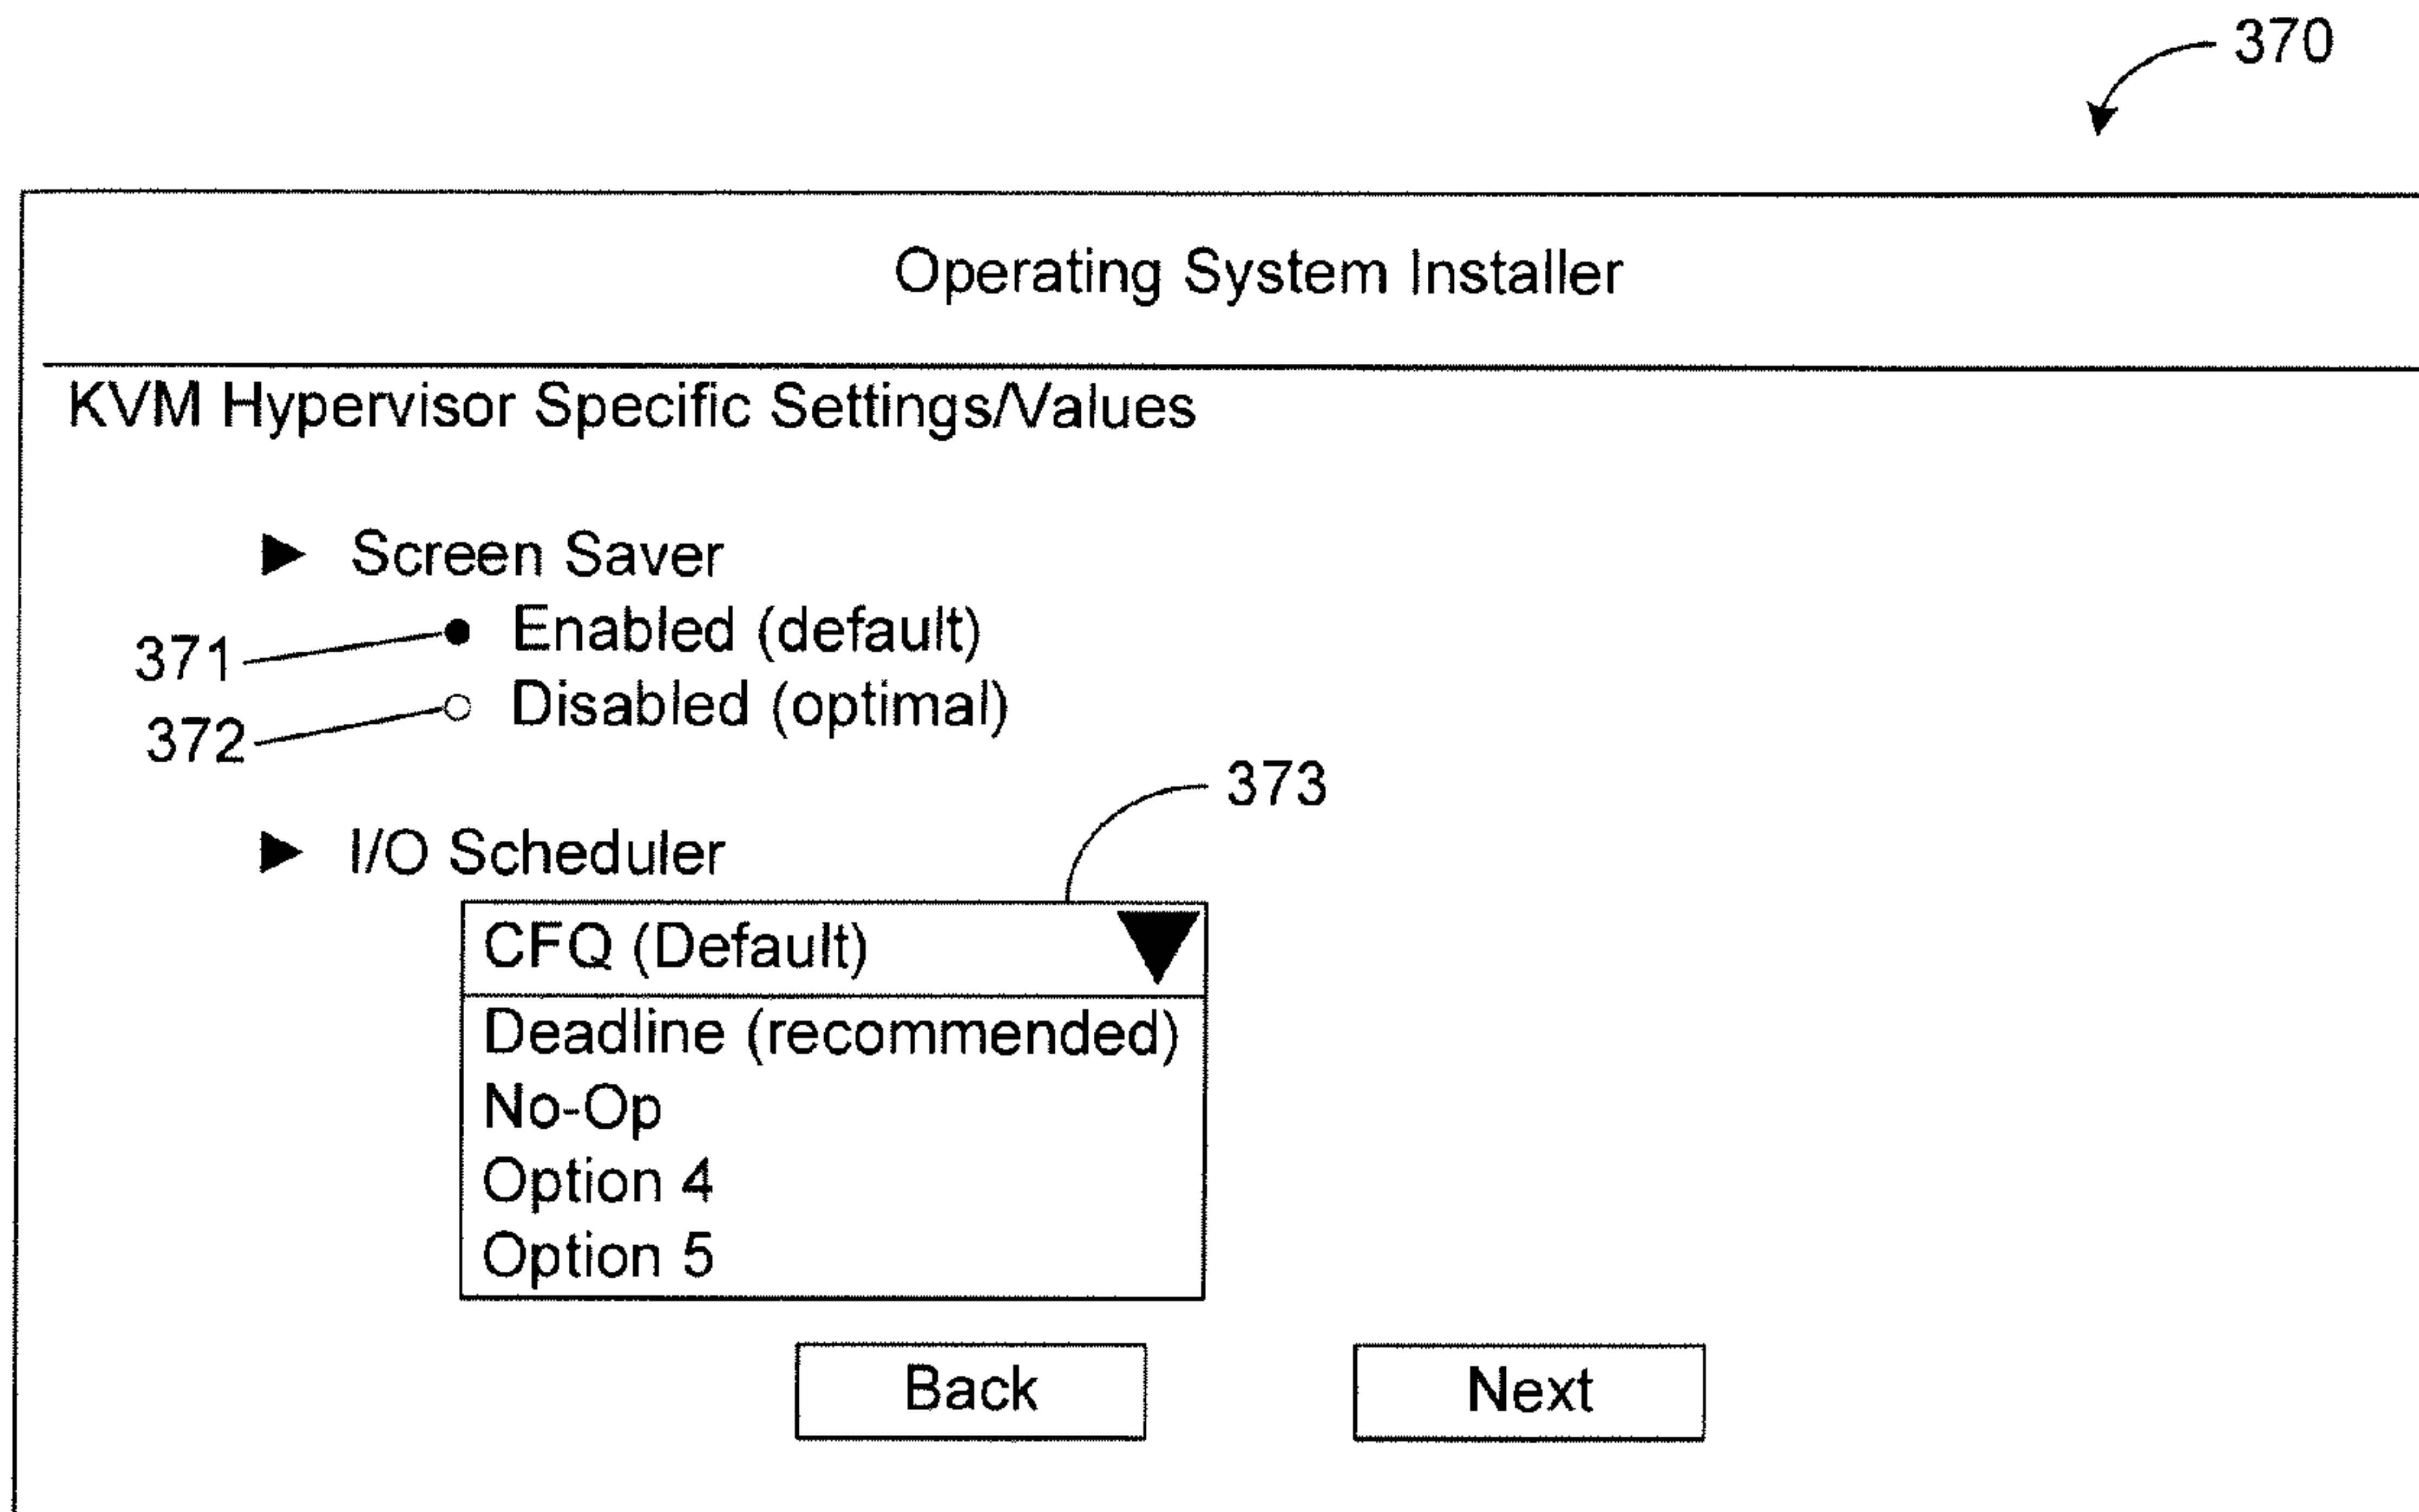 370
Operating System Installer
KVM Hypervisor Specific Settings/Values
Screen Saver
371 Enabled (default)
372 Disabled (optimal)
373
I/O Scheduler
CFQ (Default)
Deadline (recommended)
No-Op
Option 4
Option 5
Back Next